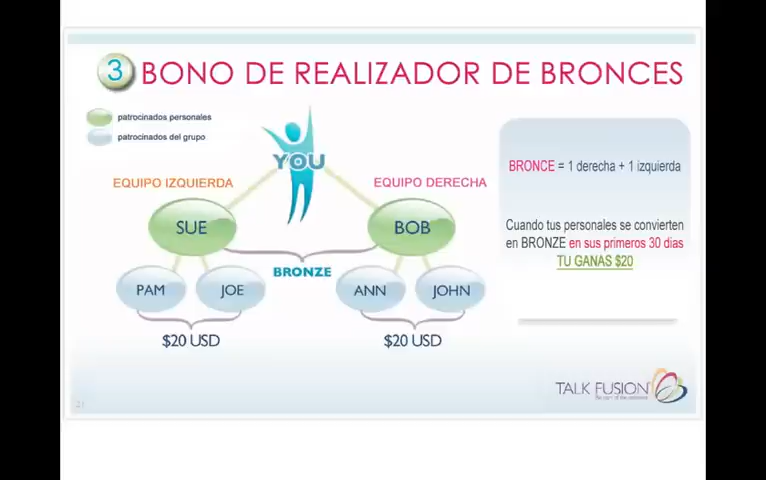 3 BONO DE REALIZADOR DE BRONCES
patrocinados personales
patrocinados del grupo
YOU
EQUIPO IZQUIERDA
EQUIPO DERECHA
SUE
BOB
BRONZE
PAM
JOE
ANN
JOHN
$20 USD
$20 USD
BRONCE = 1 derecha + 1 izquierda
Cuando tus personales se convierten
en BRONZE en sus primeros 30 dias
TU GANAS $20
TALK FUSION